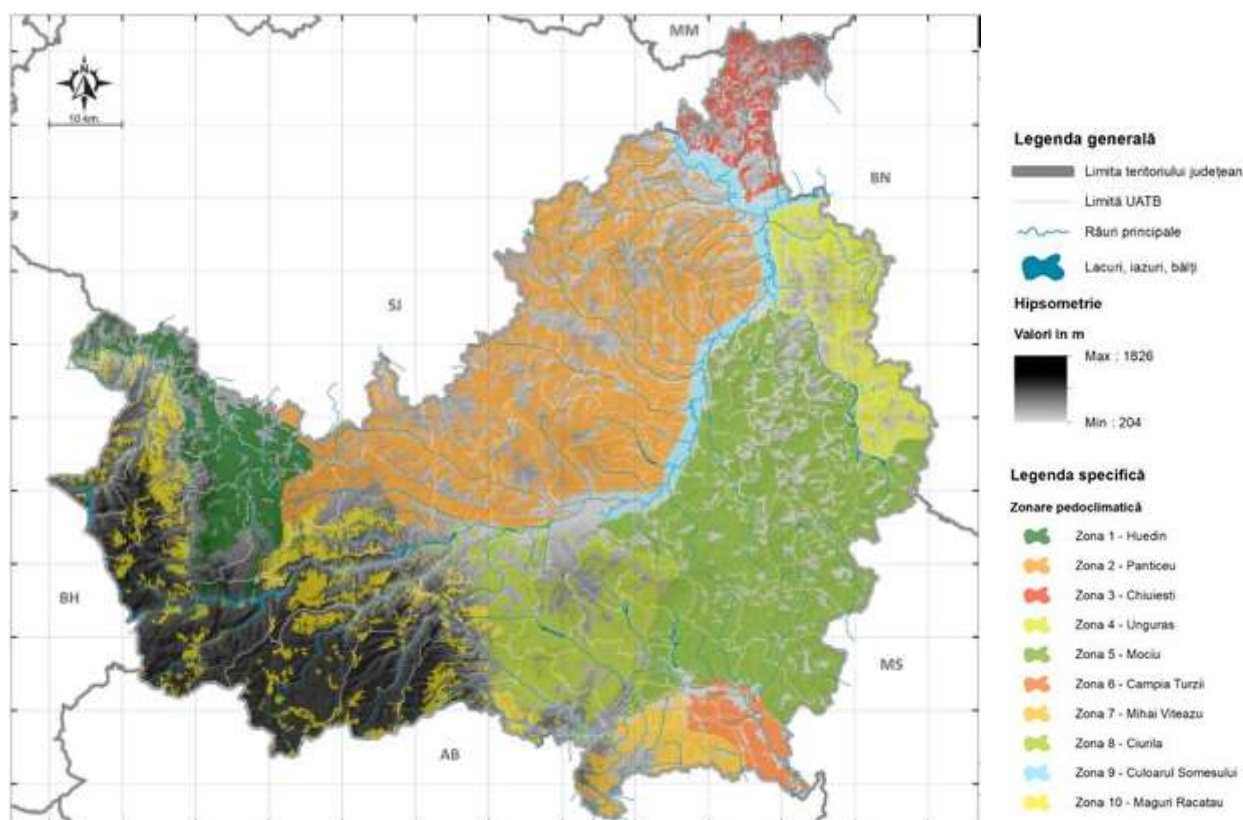 MM
N
10 km.
BN
SJ
BH
MS
AB
Legenda generală
Limita teritoriului județean
Limită UATB
Râuri principale
Lacuri, iazuri, bălți
Hipsometrie
Valori in m
Max : 1826
Min : 204
Legenda specifică
Zonare pedoclimatică
Zona 1 - Huedin
Zona 2 - Panticeu
Zona 3 - Chiuiesti
Zona 4 - Unguras
Zona 5 - Mociu
Zona 6 - Campia Turzii
Zona 7 - Mihai Viteazu
Zona 8 - Ciurila
Zona 9 - Culoarul Somesului
Zona 10 - Maguri Racatau